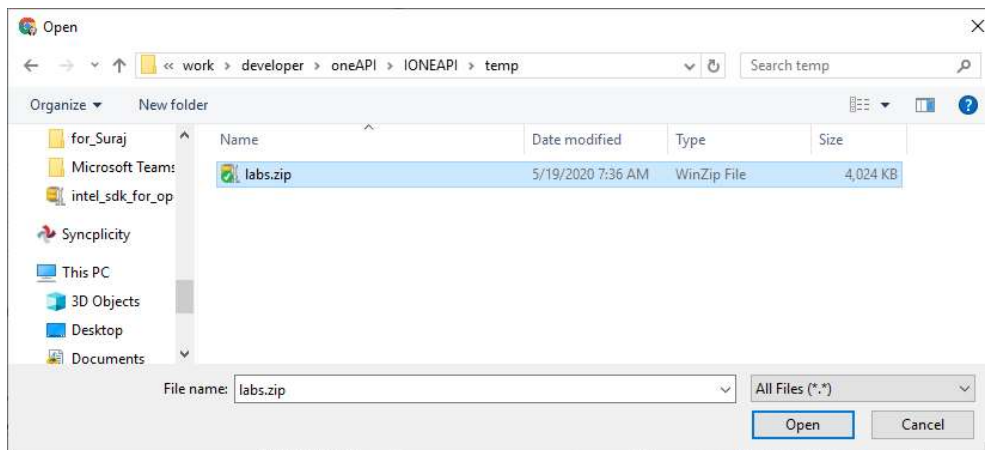 Open
« work > developer > oneAPI > IONEAPI > temp
Search temp
Organize
New folder
for_Suraj
Microsoft Teams
intel_sdk_for_op
Syncplicity
This PC
3D Objects
Desktop
Documents
Name
Date modified
Type
Size
labs.zip
5/19/2020 7:36 AM
WinZip File
4,024 KB
File name:
labs.zip
All Files (*.*)
Open
Cancel